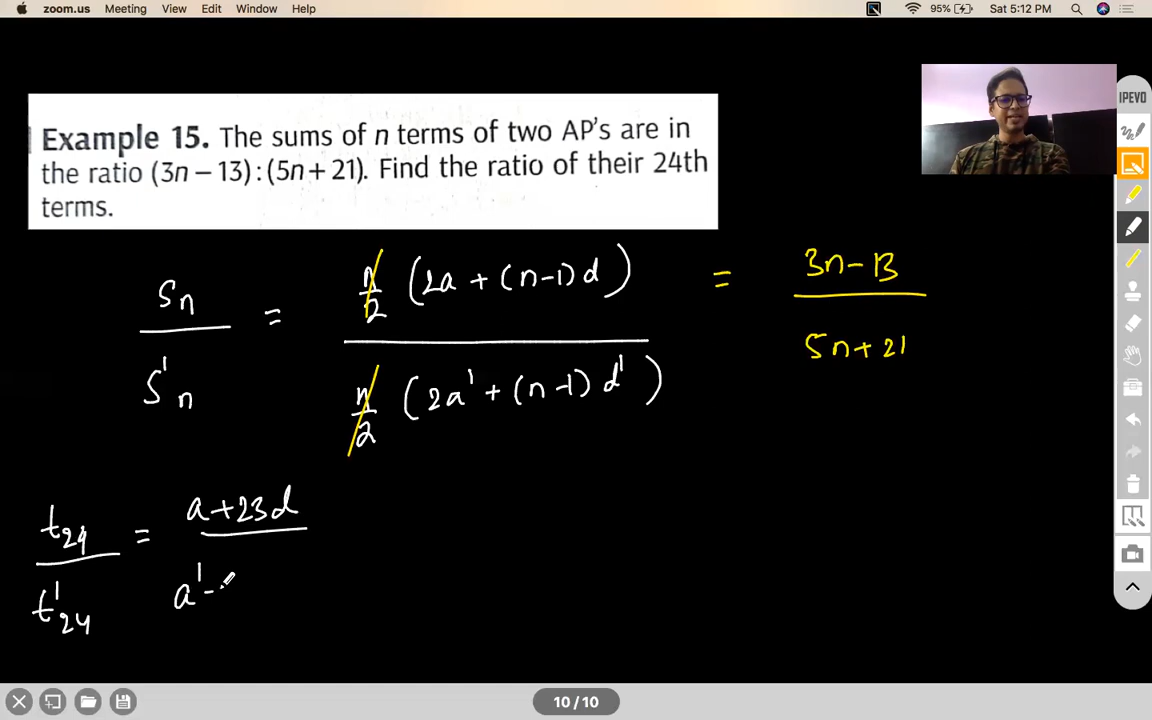 zoom.us Meeting View Edit Window Help 95% Sat 5:12 PM
IPEVO
Example 15. The sums of n terms of two AP's are in
the ratio (3n – 13) : (5n + 21). Find the ratio of their 24th
terms.
Sn / S'n = n/2 (2a + (n-1) d) / n/2 (2a' + (n-1) d') = 3n - 13 / 5n + 21
t24 / t'24 = a + 23d / a' -
10 / 10